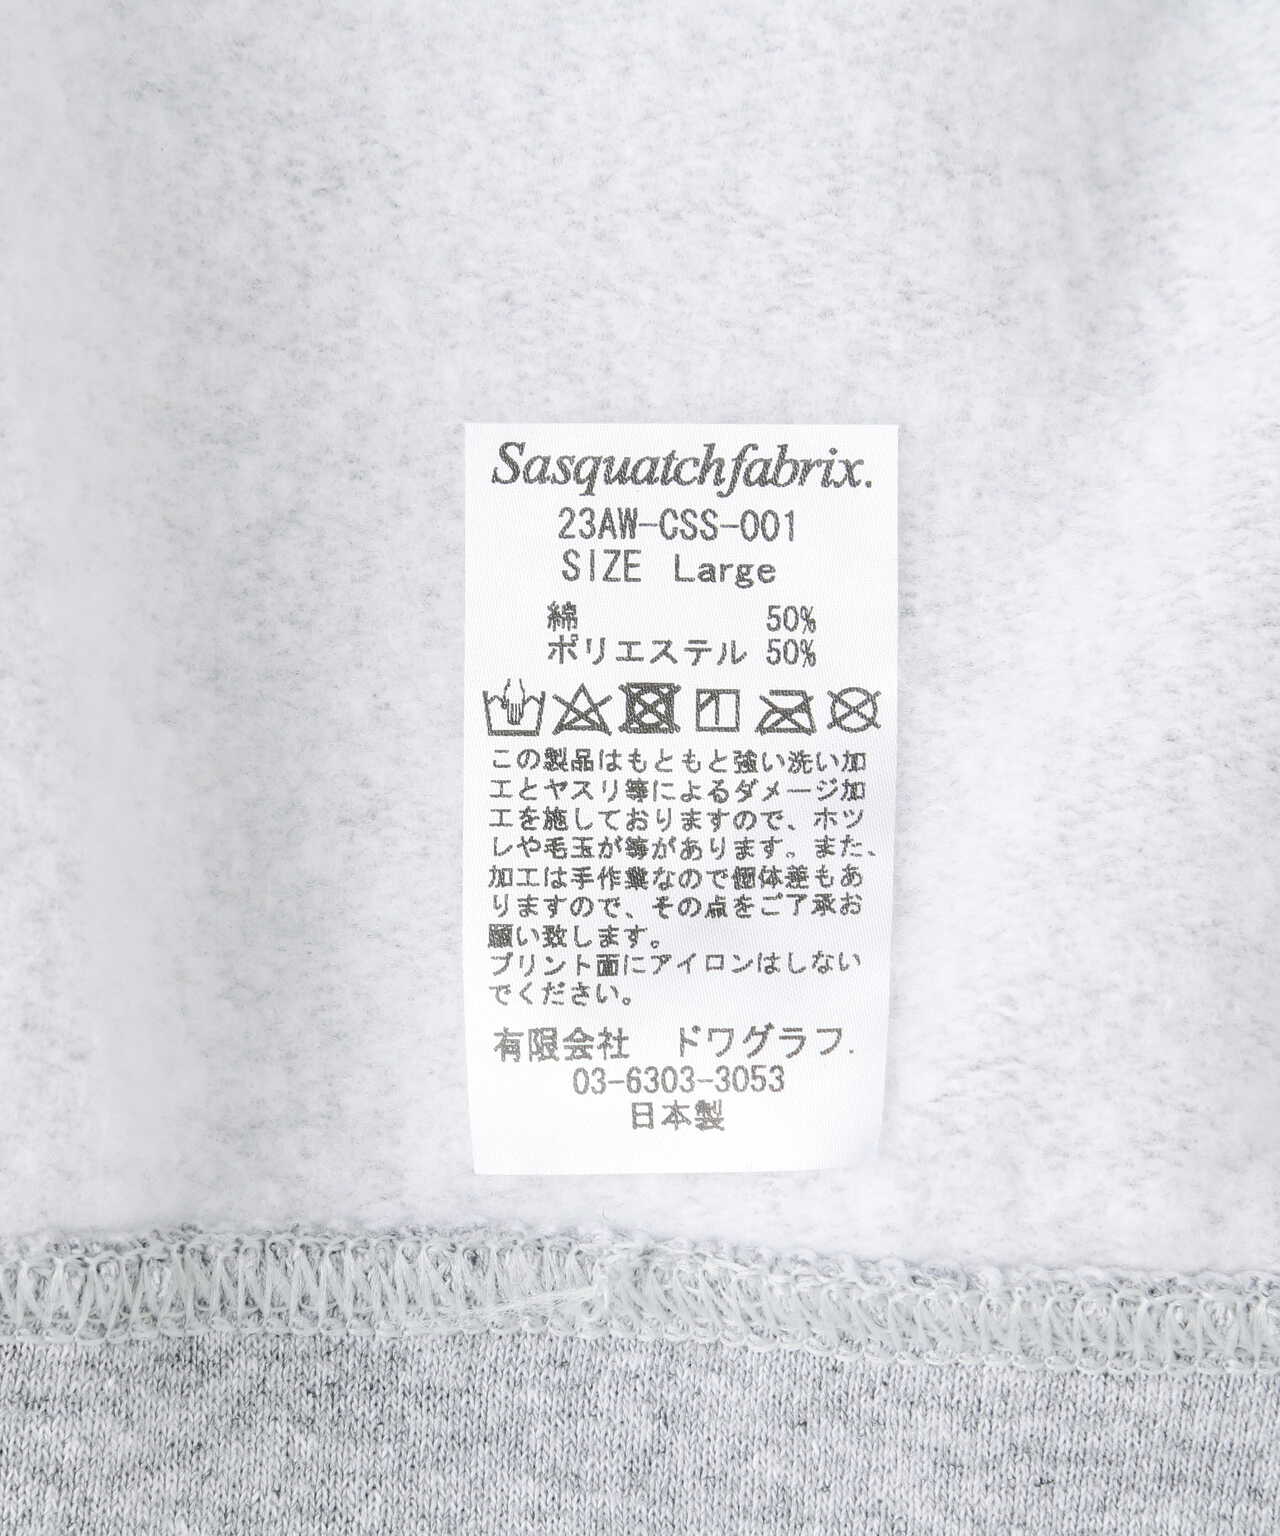 Sasquatchfabrix.
23AW-CSS-001
SIZE Large
綿 50%
ポリエステル 50%
この製品はもともと強い洗い加
工とヤスリ等によるダメージ加
工を施しておりますので、ホツ
レや毛玉が等があります。また、
加工は手作業なので個体差もあ
りますので、その点をご了承お
願い致します。
プリント面にアイロンはしない
でください。
有限会社 ドワグラフ.
03-6303-3053
日本製